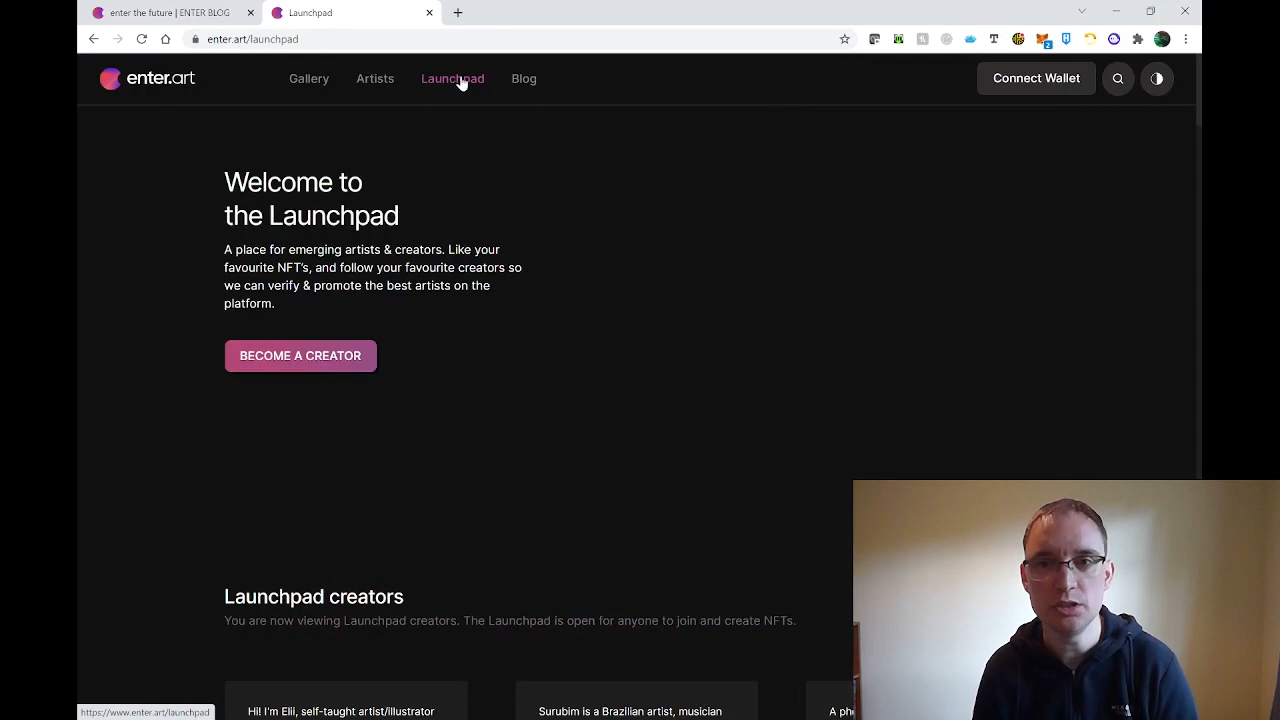 enter the future | ENTER BLOG
Launchpad
enter.art/launchpad
2
enter.art
Gallery
Artists
Launchpad
Blog
Connect Wallet
Welcome to
the Launchpad
A place for emerging artists & creators. Like your
favourite NFT's, and follow your favourite creators so
we can verify & promote the best artists on the
platform.
BECOME A CREATOR
Launchpad creators
You are now viewing Launchpad creators. The Launchpad is open for anyone to join and create NFTs.
Hi! I'm Elii, self-taught artist/illustrator
Surubim is a Brazilian artist, musician
A pho
https://www.enter.art/launchpad